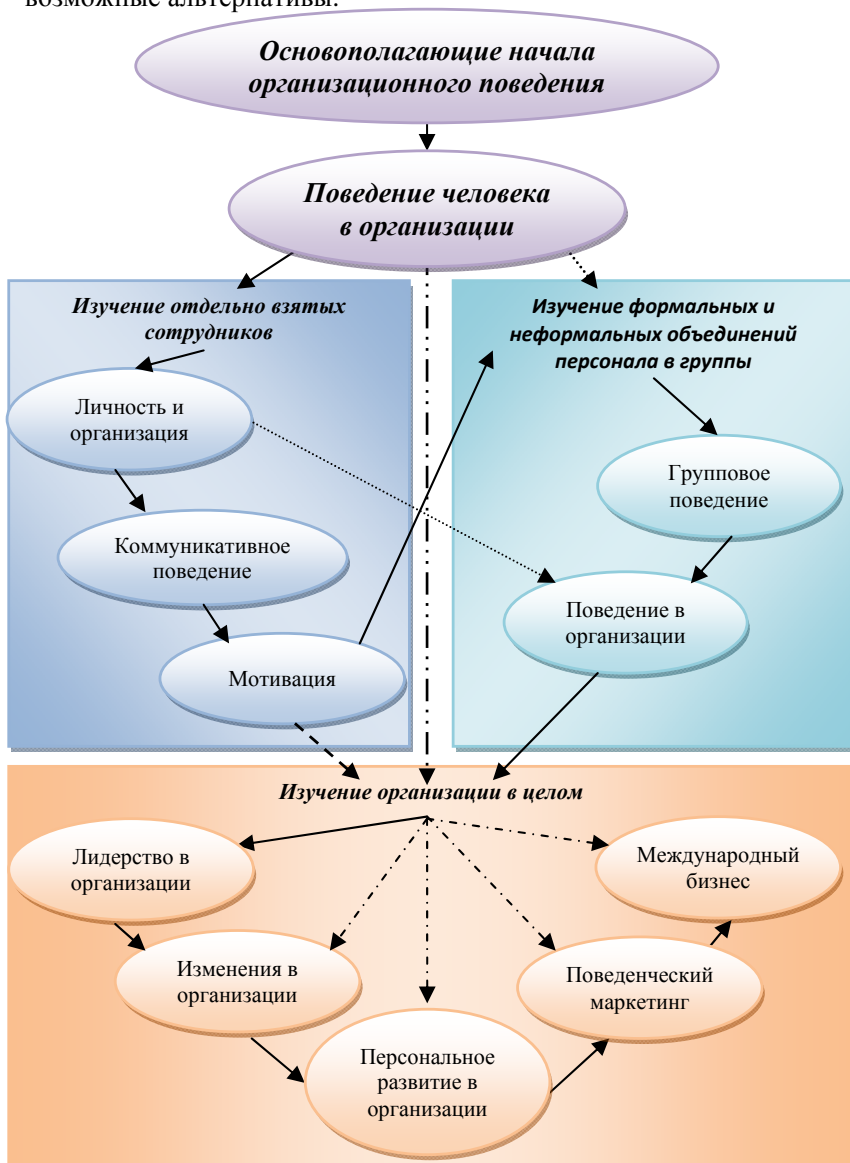 возможные альтернативы.
Основополагающие начала
организационного поведения
Поведение человека
в организации
Изучение отдельно взятых
сотрудников
Личность и
организация
Коммуникативное
поведение
Мотивация
Изучение формальных и
неформальных объединений
персонала в группы
Групповое
поведение
Поведение в
организации
Изучение организации в целом
Лидерство в
организации
Изменения в
организации
Персональное
развитие в
организации
Поведенческий
маркетинг
Международный
бизнес